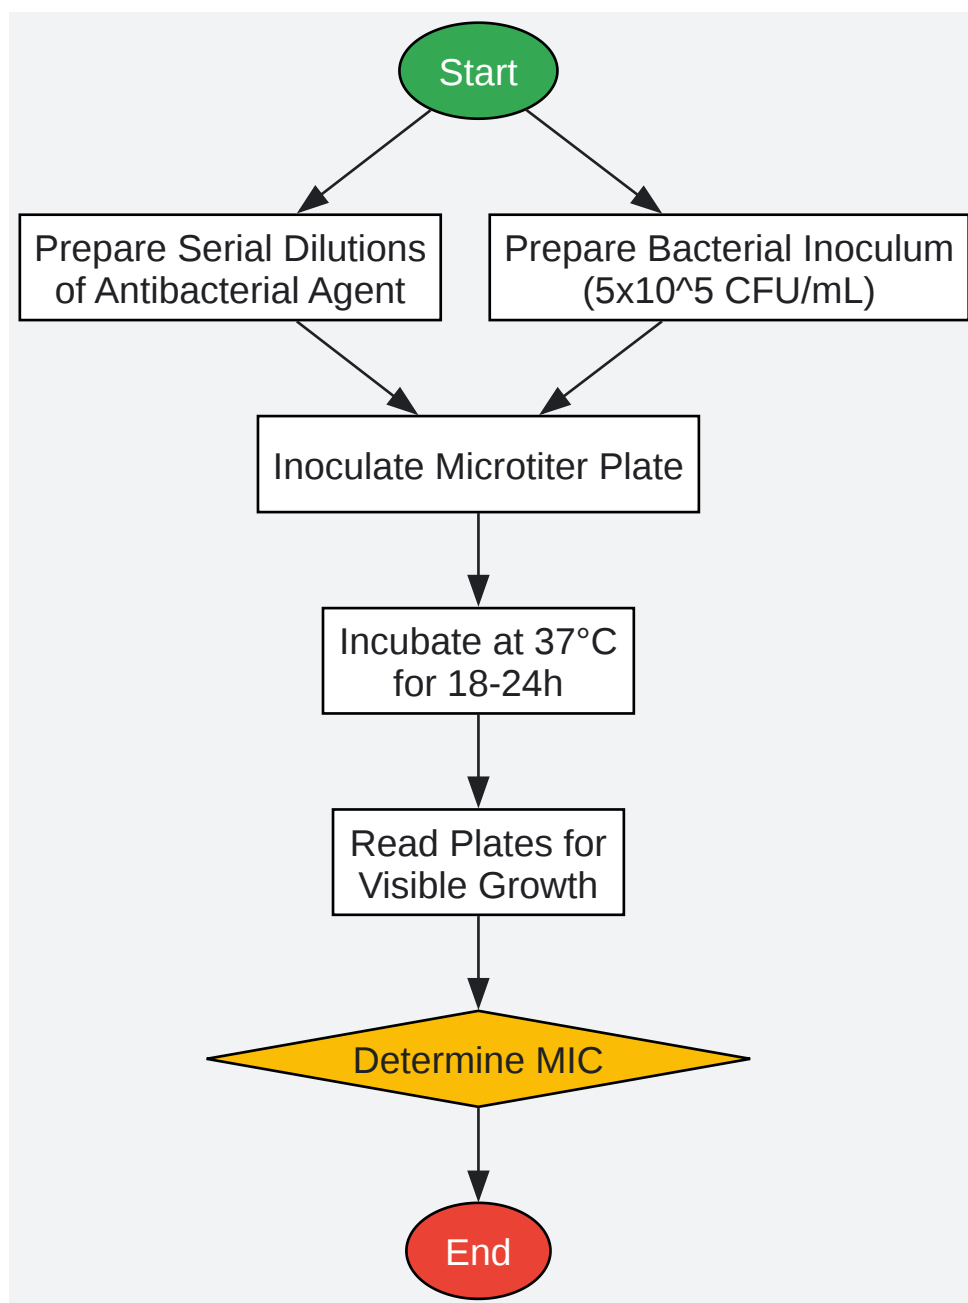 Start
Prepare Serial Dilutions
of Antibacterial Agent
Prepare Bacterial Inoculum
(5x10^5 CFU/mL)
Inoculate Microtiter Plate
Incubate at 37°C
for 18-24h
Read Plates for
Visible Growth
Determine MIC
End